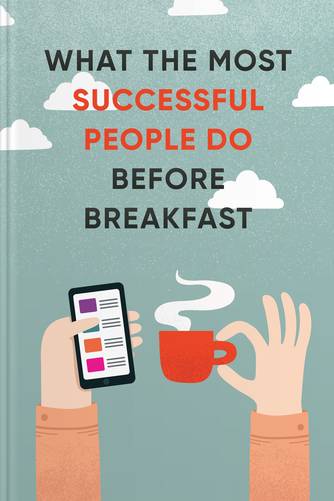 WHAT THE MOST
SUCCESSFUL
PEOPLE DO
BEFORE
BREAKFAST